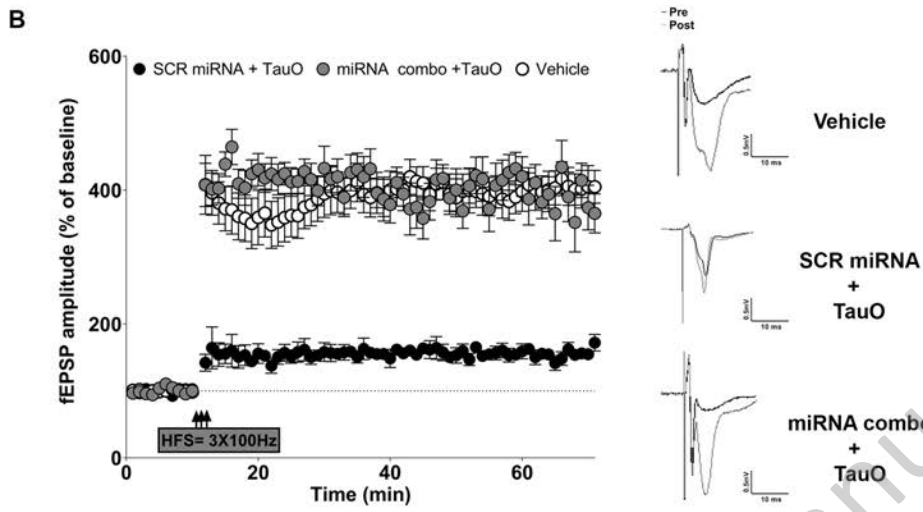 B
600
SCR miRNA + TauO miRNA combo +TauO Vehicle
400
200
0
fEPSP amplitude (% of baseline)
HFS= 3X100Hz
0 20 40 60
Time (min)
Pre
Post
0.5mV
10 ms
Vehicle
0.5mV
10 ms
SCR miRNA
+
TauO
0.5mV
10 ms
miRNA combo
+
TauO